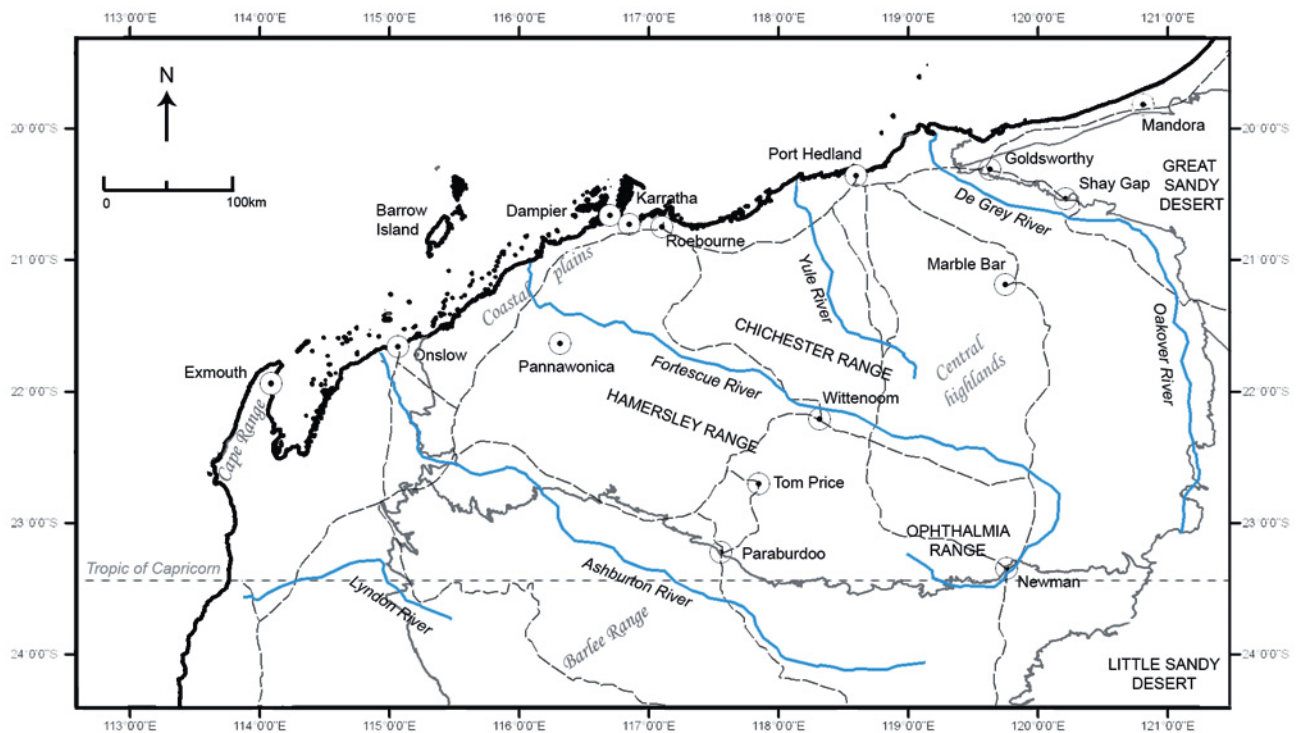 113°0'0"E 114°0'0"E 115°0'0"E 116°0'0"E 117°0'0"E 118°0'0"E 119°0'0"E 120°0'0"E 121°0'0"E
N
20°0'0"S
20°0'0"S
Mandora
Port Hedland
Goldsworthy
GREAT
SANDY
DESERT
Shay Gap
De Grey River
0
100km
Barrow
Island
Dampier
Karratha
Roebourne
21°0'0"S
21°0'0"S
Coastal plains
Yule River
Marble Bar
Oakover River
CHICHESTER RANGE
Central
highlands
Onslow
Pannawonica
Fortescue River
Exmouth
22°0'0"S
22°0'0"S
Wittenoom
HAMERSLEY RANGE
Cape Range
Tom Price
23°0'0"S
23°0'0"S
OPHTHALMIA
RANGE
Paraburdoo
Newman
Tropic of Capricorn
Lyndon River
Ashburton River
Barlee Range
24°0'0"S
24°0'0"S
LITTLE SANDY
DESERT
113°0'0"E 114°0'0"E 115°0'0"E 116°0'0"E 117°0'0"E 118°0'0"E 119°0'0"E 120°0'0"E 121°0'0"E